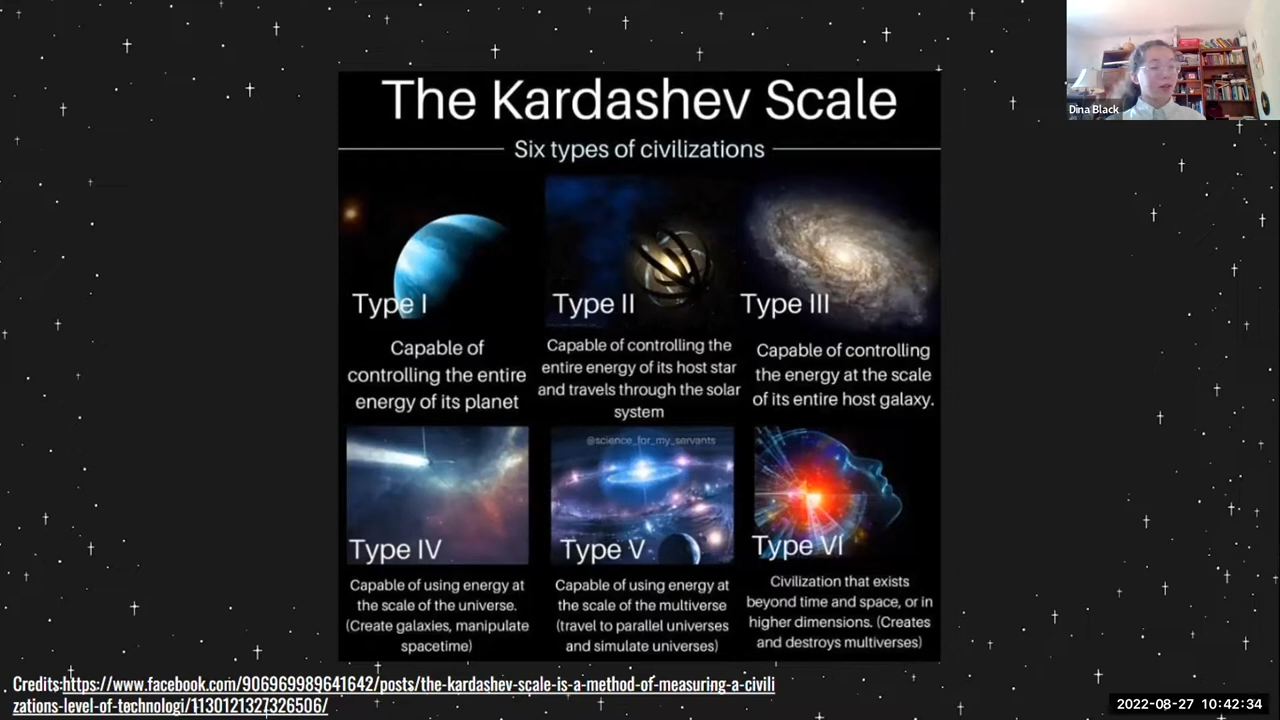 The Kardashev Scale
Six types of civilizations
Dina Black
Type I
Capable of
controlling the entire
energy of its planet
Type II
Capable of controlling the
entire energy of its host star
and travels through the solar
system
Type III
Capable of controlling
the energy at the scale
of its entire host galaxy.
Type IV
Capable of using energy at
the scale of the universe.
(Create galaxies, manipulate
spacetime)
@science_for_my_servants
Type V
Capable of using energy at
the scale of the multiverse
(travel to parallel universes
and simulate universes)
Type VI
Civilization that exists
beyond time and space, or in
higher dimensions. (Creates
and destroys multiverses)
Credits:https://www.facebook.com/906969989641642/posts/the-kardashev-scale-is-a-method-of-measuring-a-civili
zations-level-of-technologi/1130121327326506/
2022-08-27 10:42:34